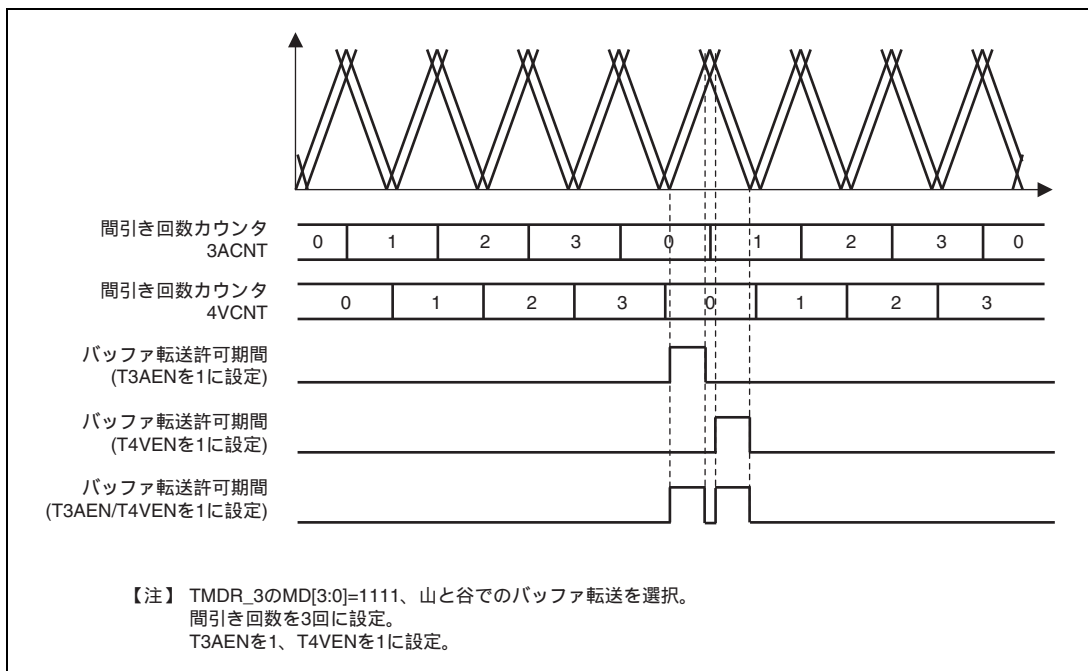 間引き回数カウンタ
3ACNT
0 1 2 3 0 1 2 3 0
間引き回数カウンタ
4VCNT
0 1 2 3 0 1 2 3
バッファ転送許可期間
(T3AENを1に設定)
バッファ転送許可期間
(T4VENを1に設定)
バッファ転送許可期間
(T3AEN/T4VENを1に設定)
【注】 TMDR_3のMD[3:0]=1111、山と谷でのバッファ転送を選択。
間引き回数を3回に設定。
T3AENを1、T4VENを1に設定。